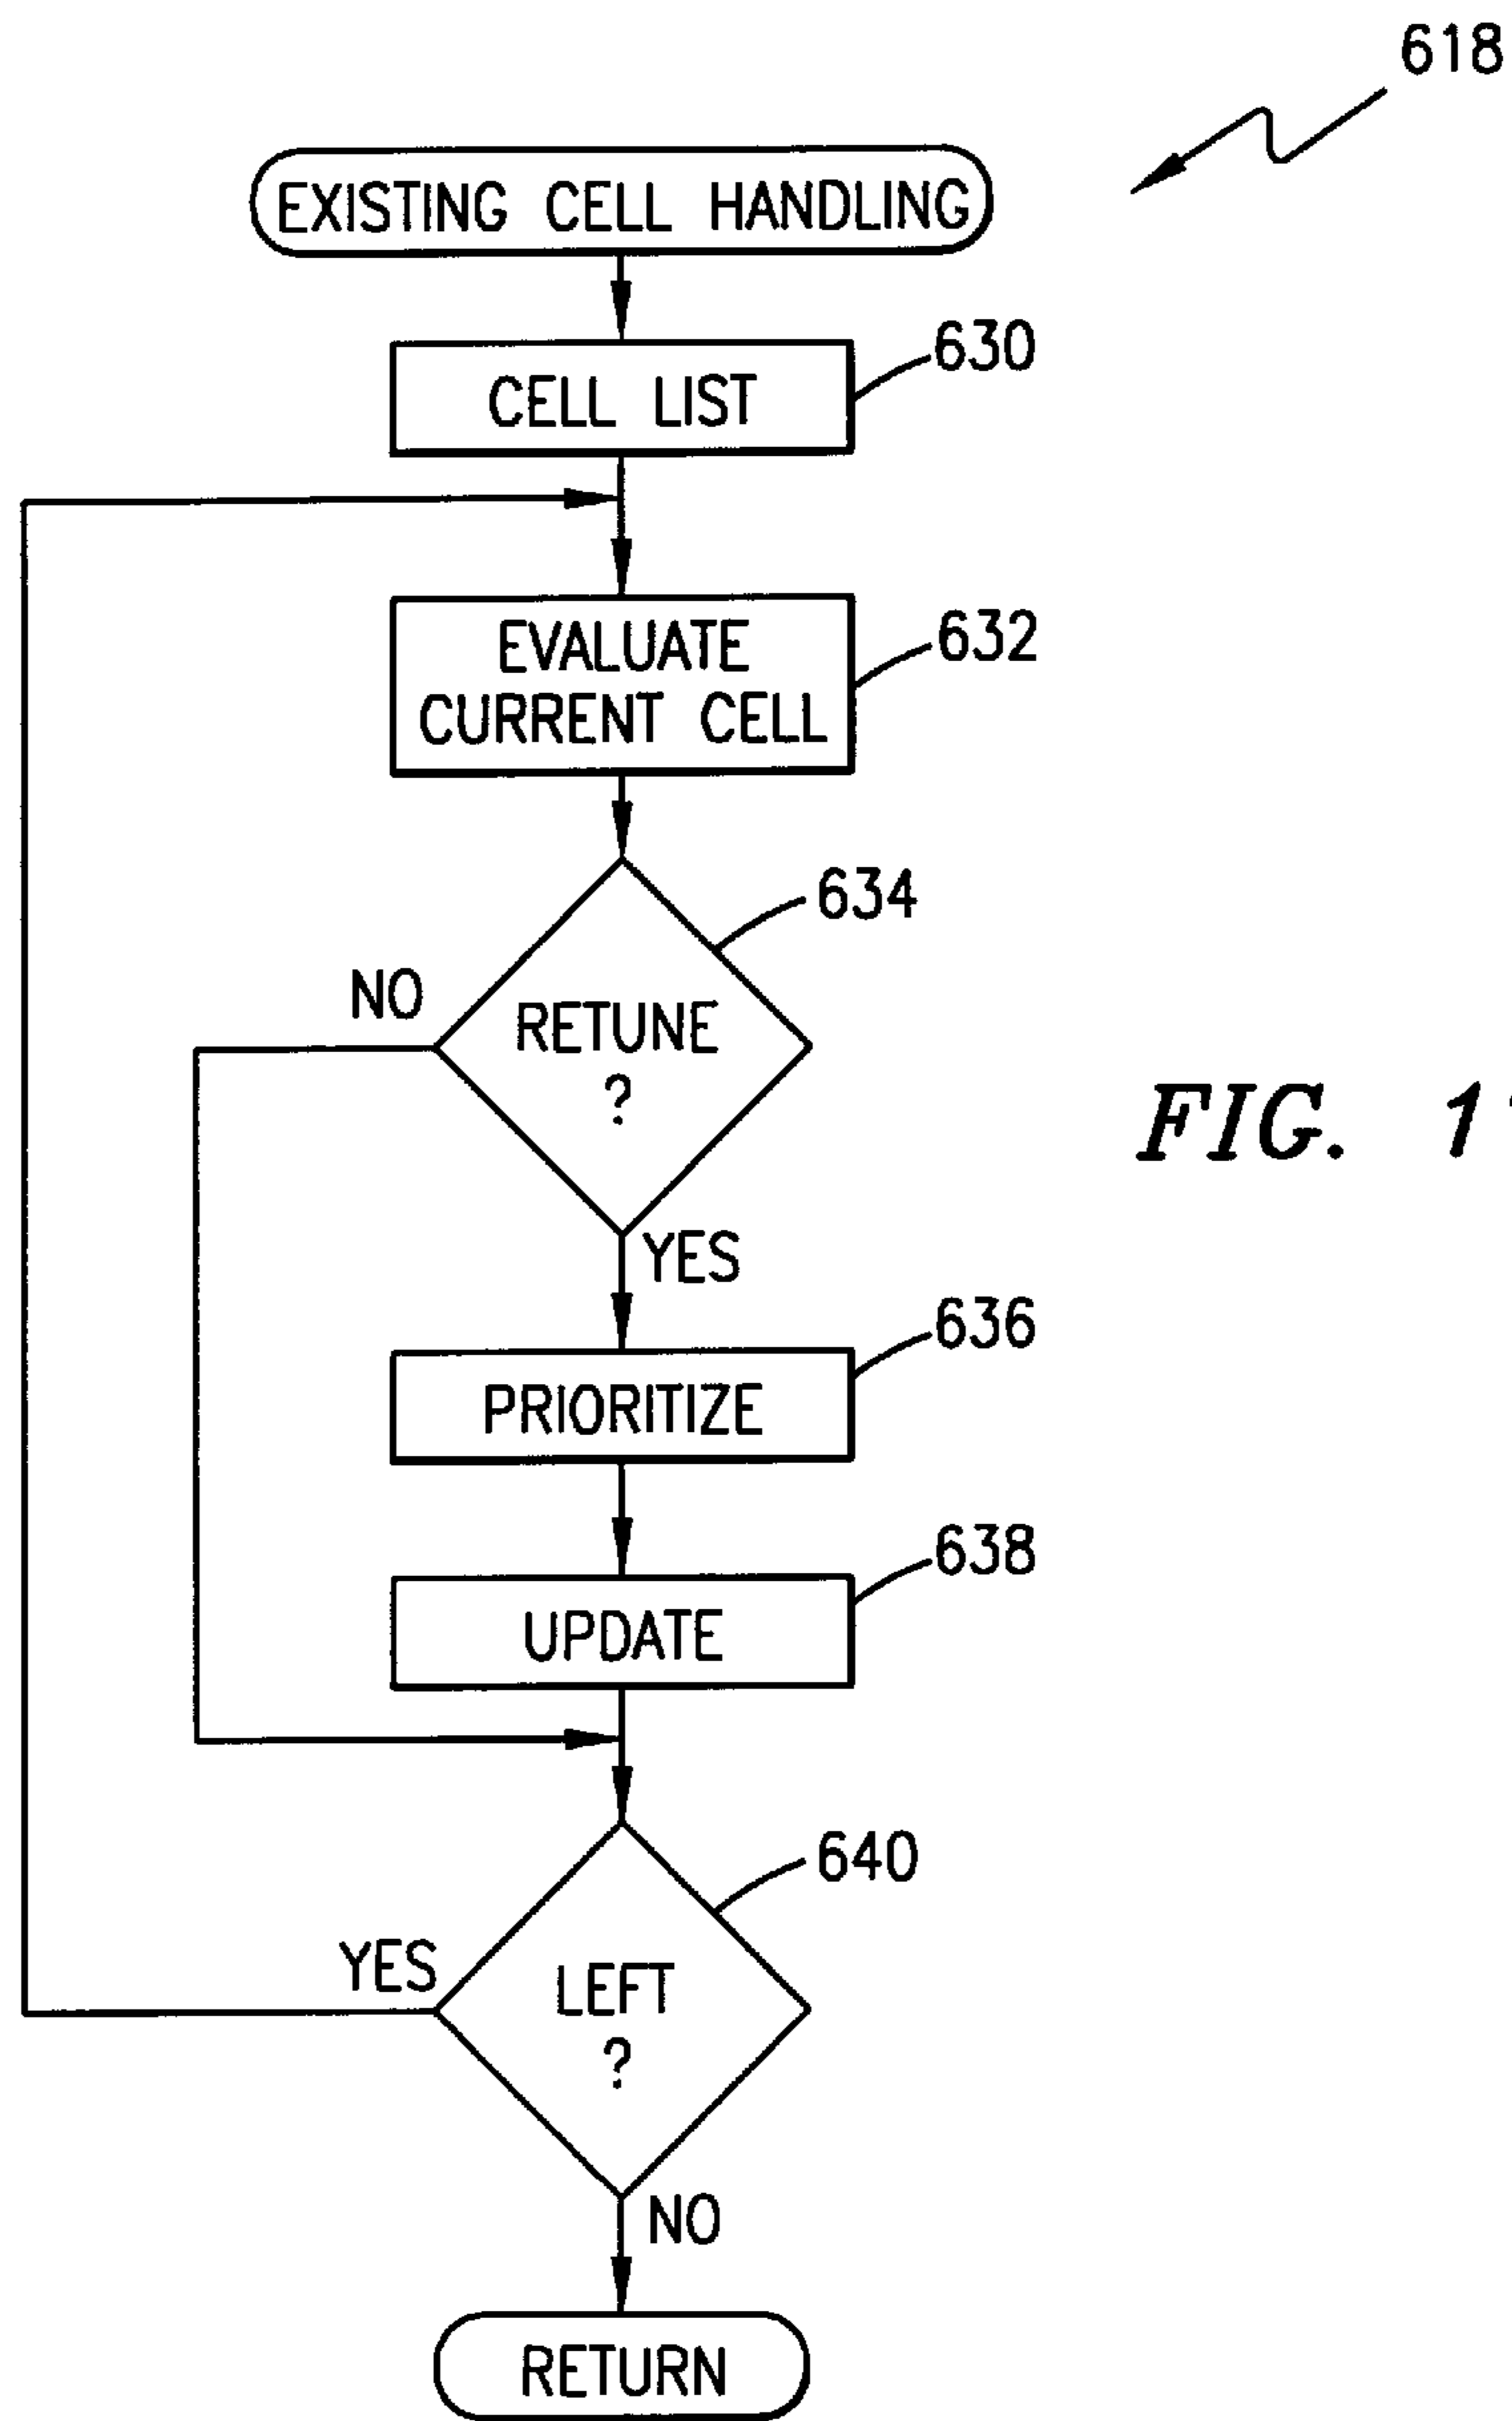 618
EXISTING CELL HANDLING
630
CELL LIST
632
EVALUATE
CURRENT CELL
634
NO
RETUNE
?
FIG.
YES
636
PRIORITIZE
638
UPDATE
640
YES
LEFT
?
NO
RETURN